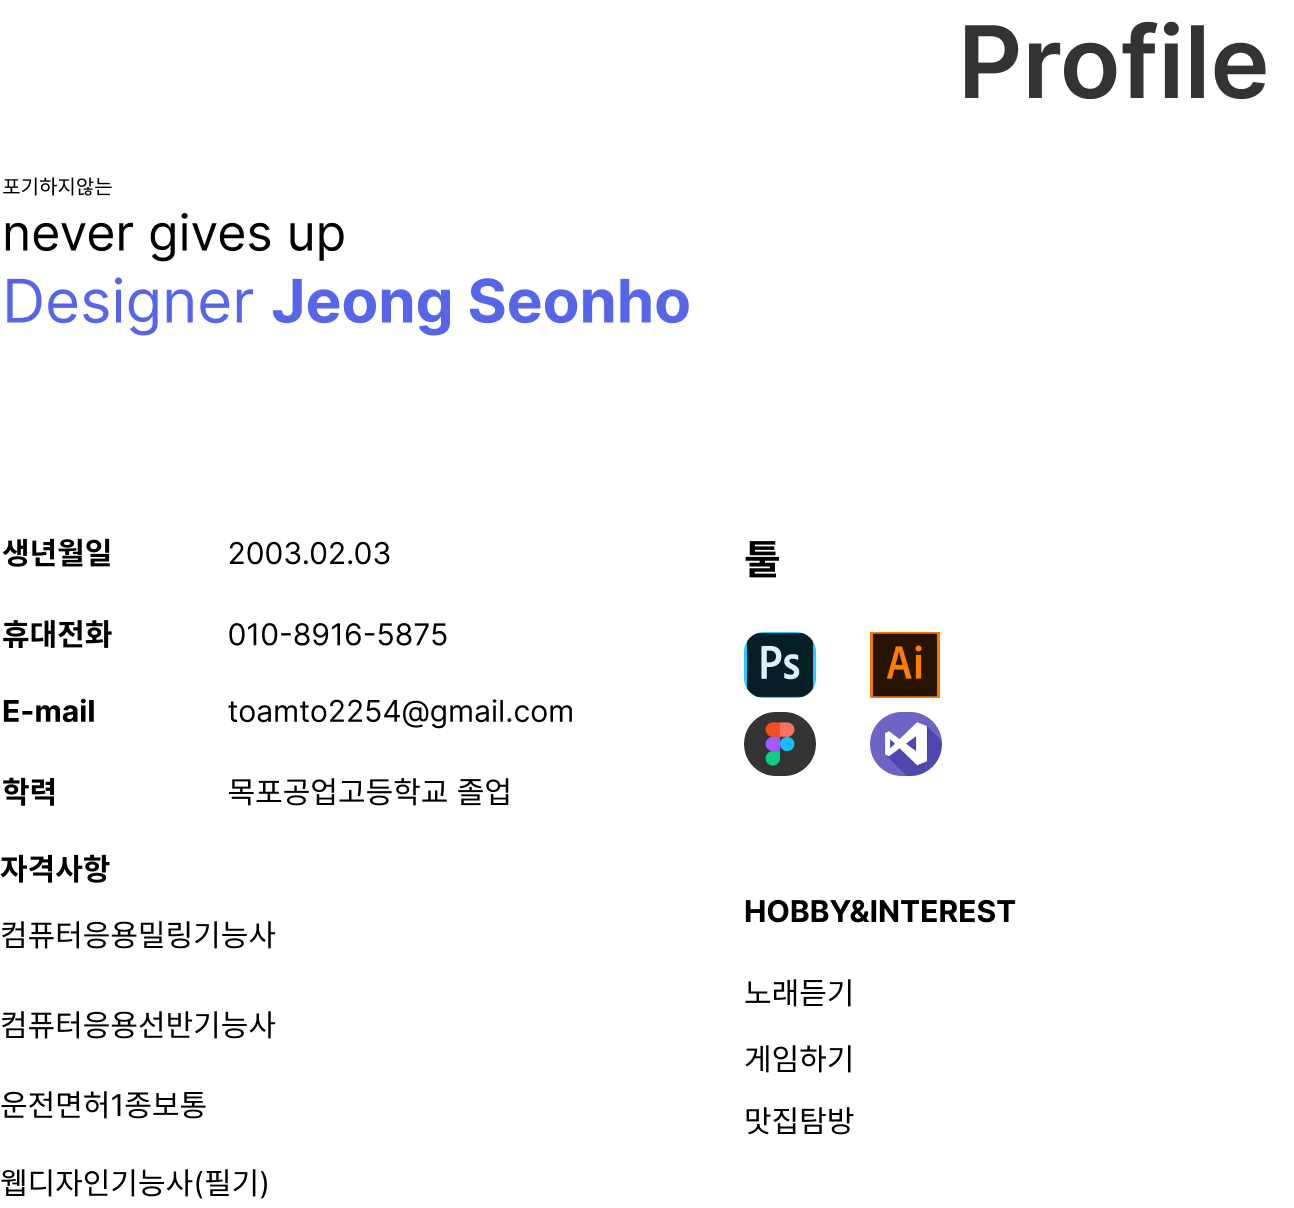 Profile
포기하지않는
never gives up
Designer Jeong Seonho
생년월일 2003.02.03
휴대전화 010-8916-5875
E-mail toamto2254@gmail.com
학력 목포공업고등학교 졸업
자격사항
컴퓨터응용밀링기능사
컴퓨터응용선반기능사
운전면허1종보통
웹디자인기능사(필기)
툴
Ps Ai
HOBBY&INTEREST
노래듣기
게임하기
맛집탐방